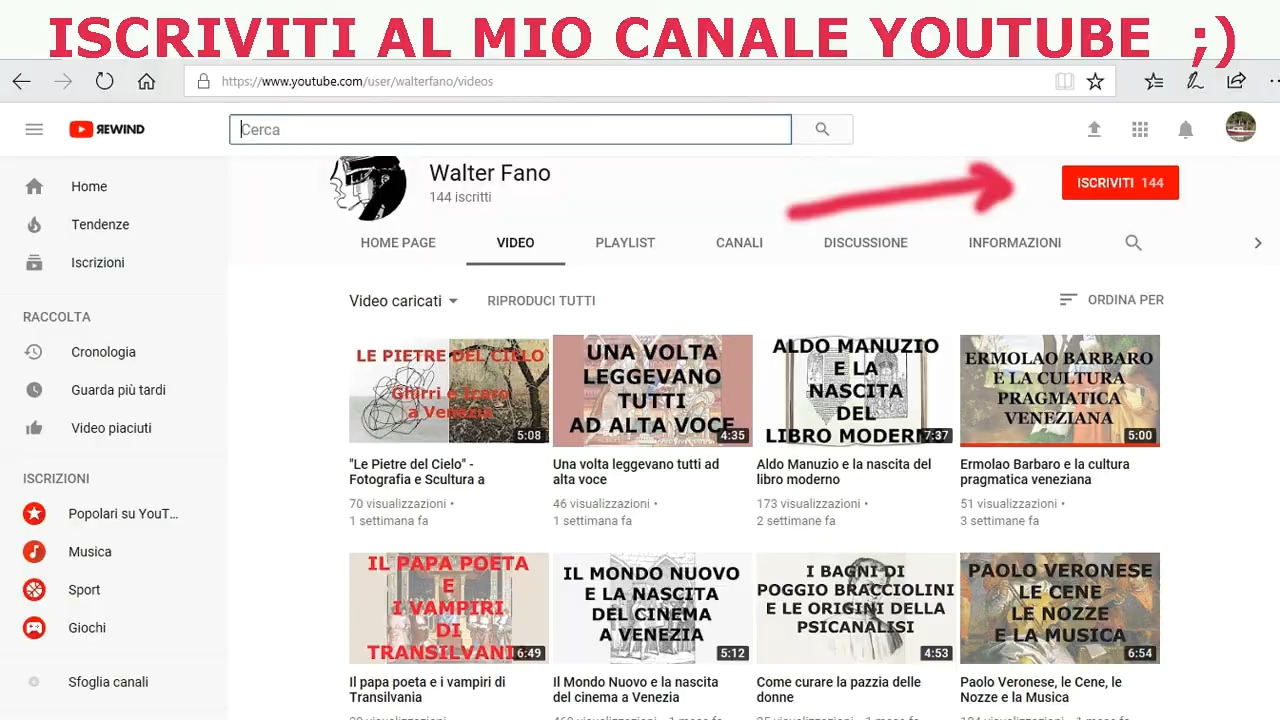 ISCRIVITI AL MIO CANALE YOUTUBE ;)
https://www.youtube.com/user/walterfano/videos
REWIND
Cerca
Walter Fano
144 iscritti
ISCRIVITI 144
HOME PAGE VIDEO PLAYLIST CANALI DISCUSSIONE INFORMAZIONI
Home
Tendenze
Iscrizioni
RACCOLTA
Cronologia
Guarda più tardi
Video piaciuti
ISCRIZIONI
Popolari su YouT...
Musica
Sport
Giochi
Sfoglia canali
Video caricati RIPRODUCI TUTTI ORDINA PER
LE PIETRE DEL CIELO
Ghirri e Icaro
a Venezia
5:08
"Le Pietre del Cielo" -
Fotografia e Scultura a
70 visualizzazioni •
1 settimana fa
UNA VOLTA
LEGGEVANO
TUTTI
AD ALTA VOCE
4:35
Una volta leggevano tutti ad
alta voce
46 visualizzazioni •
1 settimana fa
ALDO MANUZIO
E LA
NASCITA
DEL
LIBRO MODERN
7:37
Aldo Manuzio e la nascita del
libro moderno
173 visualizzazioni •
2 settimane fa
ERMOLAO BARBARO
E LA CULTURA
PRAGMATICA
VENEZIANA
5:00
Ermolao Barbaro e la cultura
pragmatica veneziana
51 visualizzazioni •
3 settimane fa
IL PAPA POETA
E
I VAMPIRI
DI
TRANSILVANI
6:49
Il papa poeta e i vampiri di
Transilvania
IL MONDO NUOVO
E LA NASCITA
DEL CINEMA
A VENEZIA
5:12
Il Mondo Nuovo e la nascita
del cinema a Venezia
I BAGNI DI
POGGIO BRACCIOLINI
E LE ORIGINI DELLA
PSICANALISI
4:53
Come curare la pazzia delle
donne
PAOLO VERONESE
LE CENE
LE NOZZE
E LA MUSICA
6:54
Paolo Veronese, le Cene, le
Nozze e la Musica